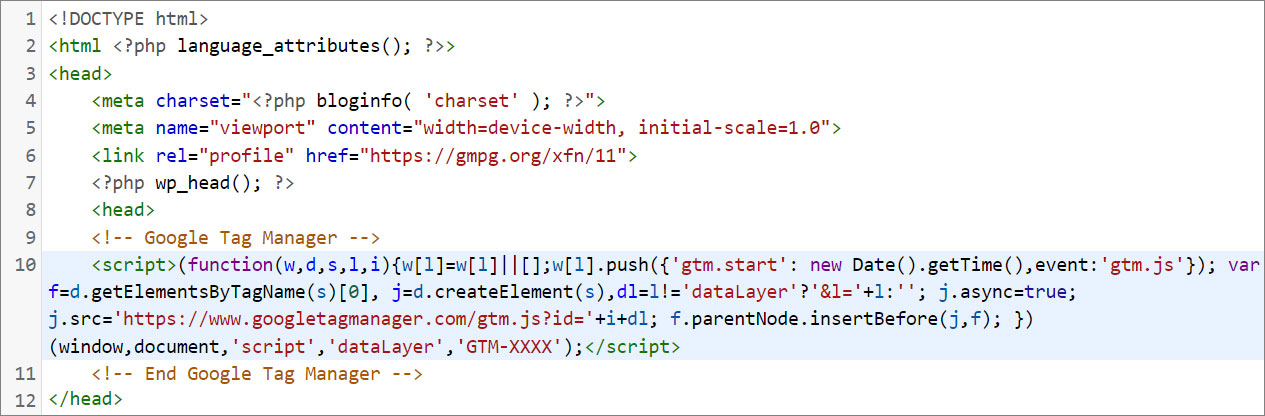 1 <!DOCTYPE html>
2 <html <?php language_attributes(); ?>>
3 <head>
4 <meta charset="<?php bloginfo( 'charset' ); ?>">
5 <meta name="viewport" content="width=device-width, initial-scale=1.0">
6 <link rel="profile" href="https://gmpg.org/xfn/11">
7 <?php wp_head(); ?>
8 <head>
9 <!-- Google Tag Manager -->
10 <script>(function(w,d,s,l,i){w[l]=w[l]||[];w[l].push({'gtm.start': new Date().getTime(),event:'gtm.js'}); var
f=d.getElementsByTagName(s)[0], j=d.createElement(s),dl=l!='dataLayer'?'&l='+l:''; j.async=true;
j.src='https://www.googletagmanager.com/gtm.js?id='+i+dl; f.parentNode.insertBefore(j,f); })
(window,document,'script','dataLayer','GTM-XXXX');</script>
11 <!-- End Google Tag Manager -->
12 </head>